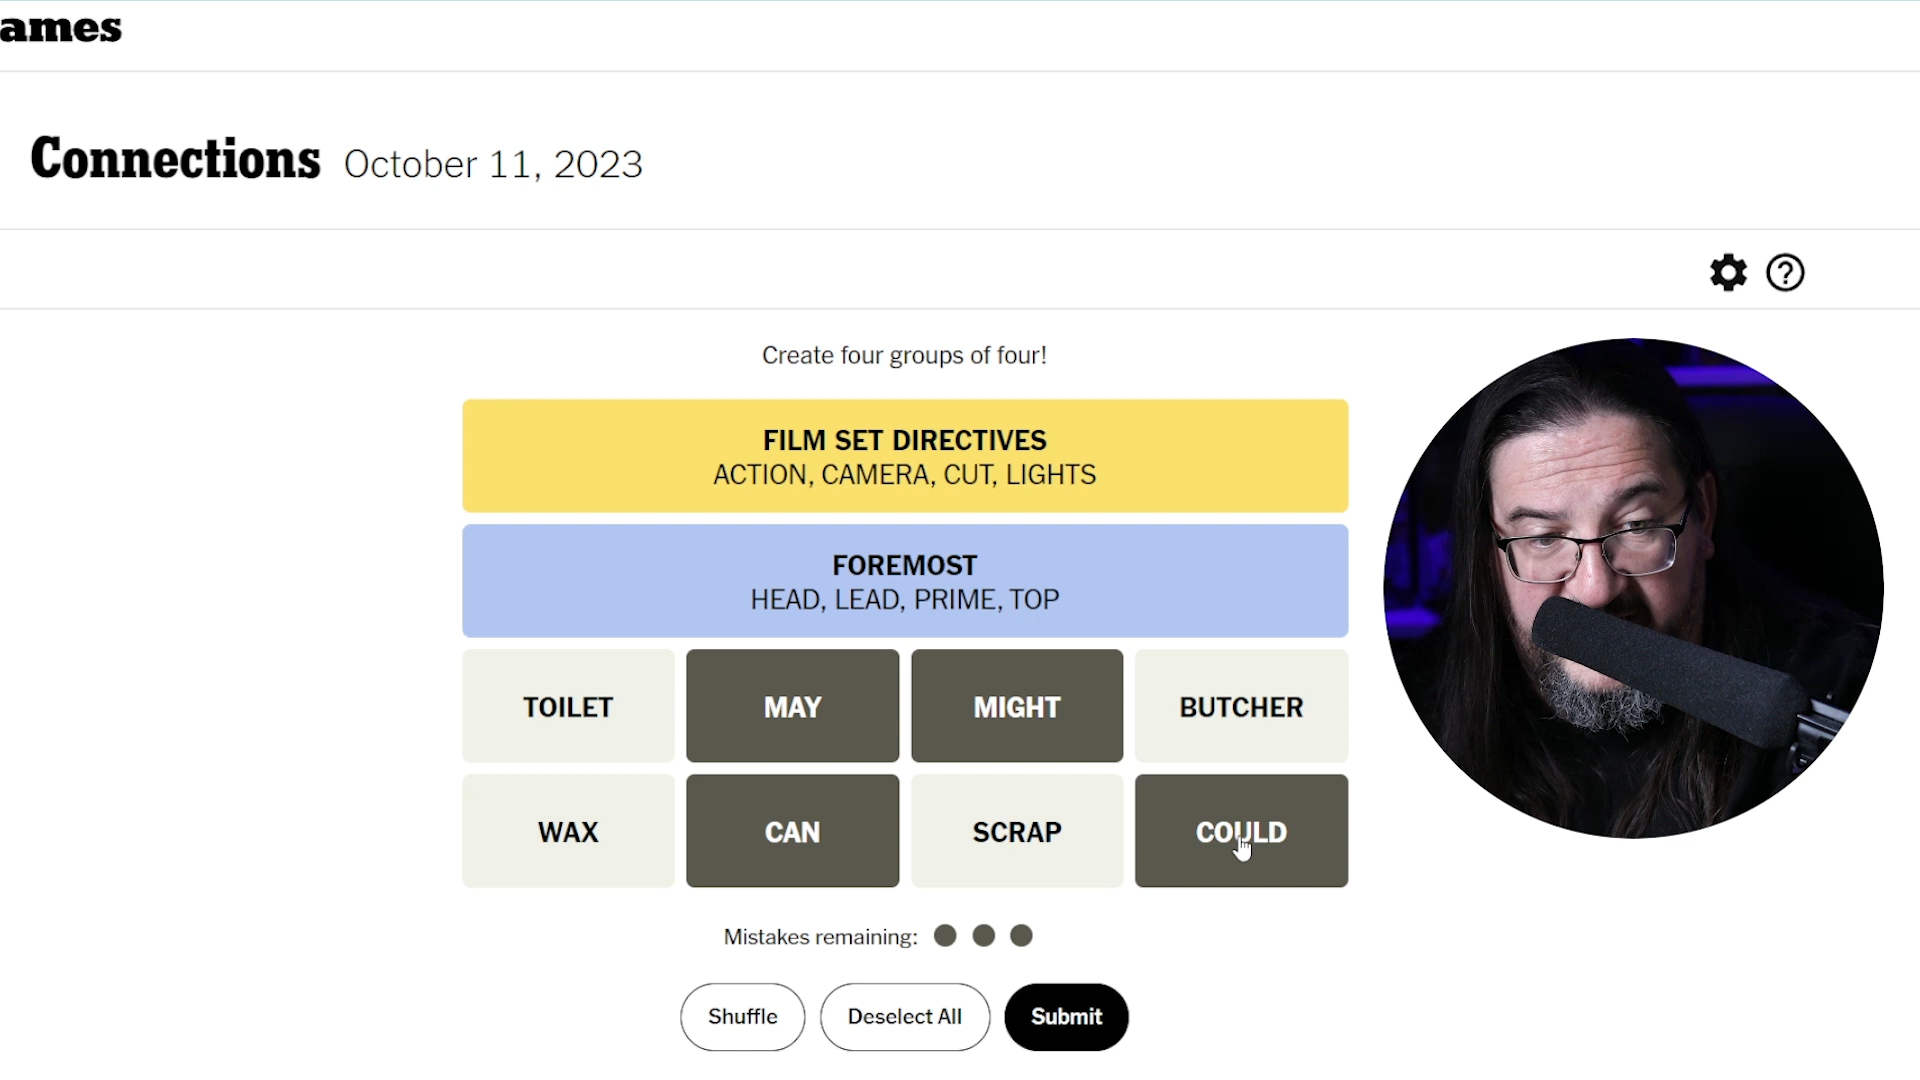 ames
Connections October 11, 2023
Create four groups of four!
FILM SET DIRECTIVES
ACTION, CAMERA, CUT, LIGHTS
FOREMOST
HEAD, LEAD, PRIME, TOP
TOILET MAY MIGHT BUTCHER
WAX CAN SCRAP COULD
Mistakes remaining:
Shuffle Deselect All Submit